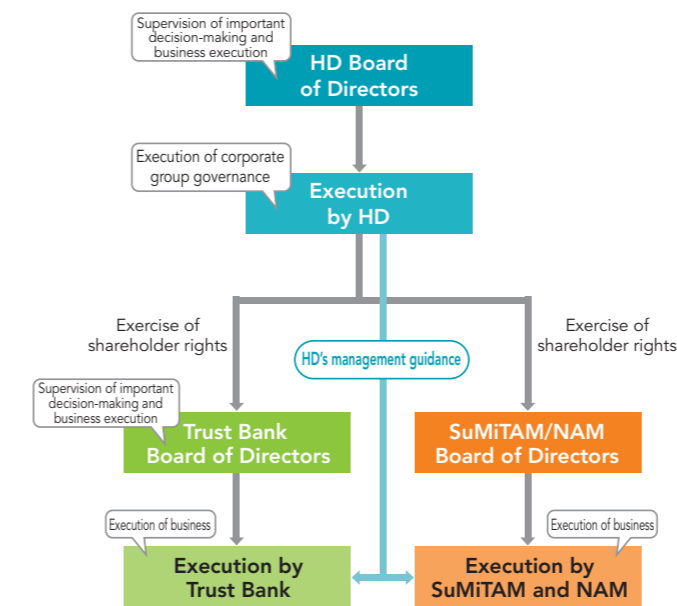 Supervision of important
decision-making and
business execution
HD Board
of Directors
Execution of corporate
group governance
Execution
by HD
Exercise of
shareholder rights
HD's management guidance
Exercise of
shareholder rights
Supervision of important
decision-making and
business execution
Trust Bank
Board of Directors
SuMiTAM/NAM
Board of Directors
Execution of business
Execution by
Trust Bank
Execution of business
Execution by
SuMiTAM and NAM